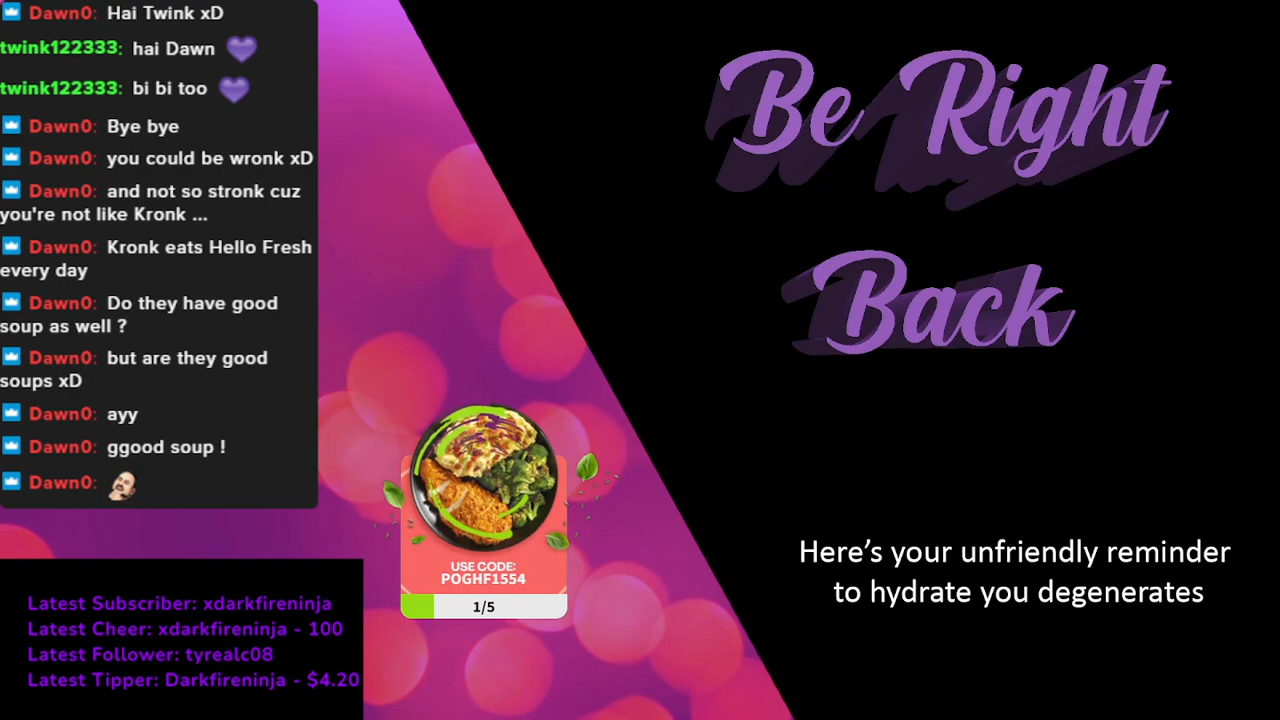 Dawn0: Hai Twink xD
twink122333: hai Dawn
twink122333: bi bi too
Dawn0: Bye bye
Dawn0: you could be wronk xD
Dawn0: and not so stronk cuz
you're not like Kronk ...
Dawn0: Kronk eats Hello Fresh
every day
Dawn0: Do they have good
soup as well ?
Dawn0: but are they good
soups xD
Dawn0: ayy
Dawn0: ggood soup !
Dawn0:
Latest Subscriber: xdarkfireninja
Latest Cheer: xdarkfireninja - 100
Latest Follower: tyrealc08
Latest Tipper: Darkfireninja - $4.20
USE CODE:
POGHF1554
1/5
Be Right
Back
Here’s your unfriendly reminder
to hydrate you degenerates